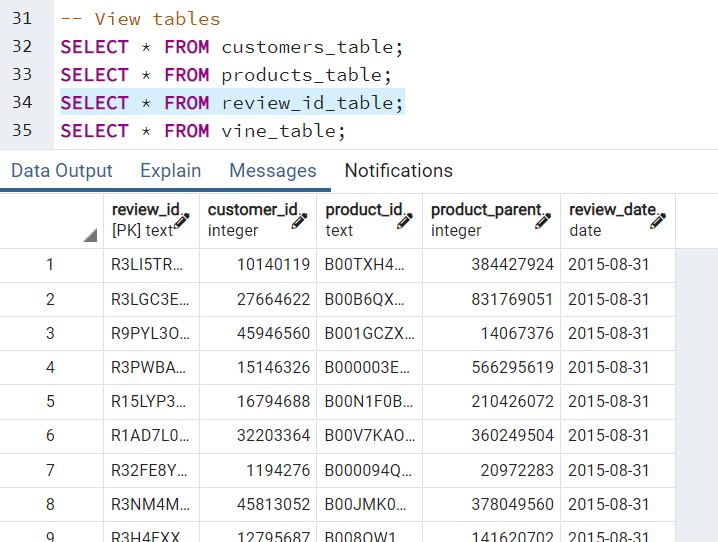 31 -- View tables
32 SELECT * FROM customers_table;
33 SELECT * FROM products_table;
34 SELECT * FROM review_id_table;
35 SELECT * FROM vine_table;
Data Output Explain Messages Notifications
review_id customer_id product_id product_parent review_date
[PK] text integer text integer date
1 R3LI5TR... 10140119 B00TXH4... 384427924 2015-08-31
2 R3LGC3E... 27664622 B00B6QX... 831769051 2015-08-31
3 R9PYL3O... 45946560 B001GCZX... 14067376 2015-08-31
4 R3PWBA... 15146326 B000003E... 566295619 2015-08-31
5 R15LYP3... 16794688 B00N1F0B... 210426072 2015-08-31
6 R1AD7L0... 32203364 B00V7KAO... 360249504 2015-08-31
7 R32FE8Y... 1194276 B000094Q... 20972283 2015-08-31
8 R3NM4M... 45813052 B00JMK0... 378049560 2015-08-31
9 R3H4FXX 12795687 B008OW1 141620702 2015-08-31